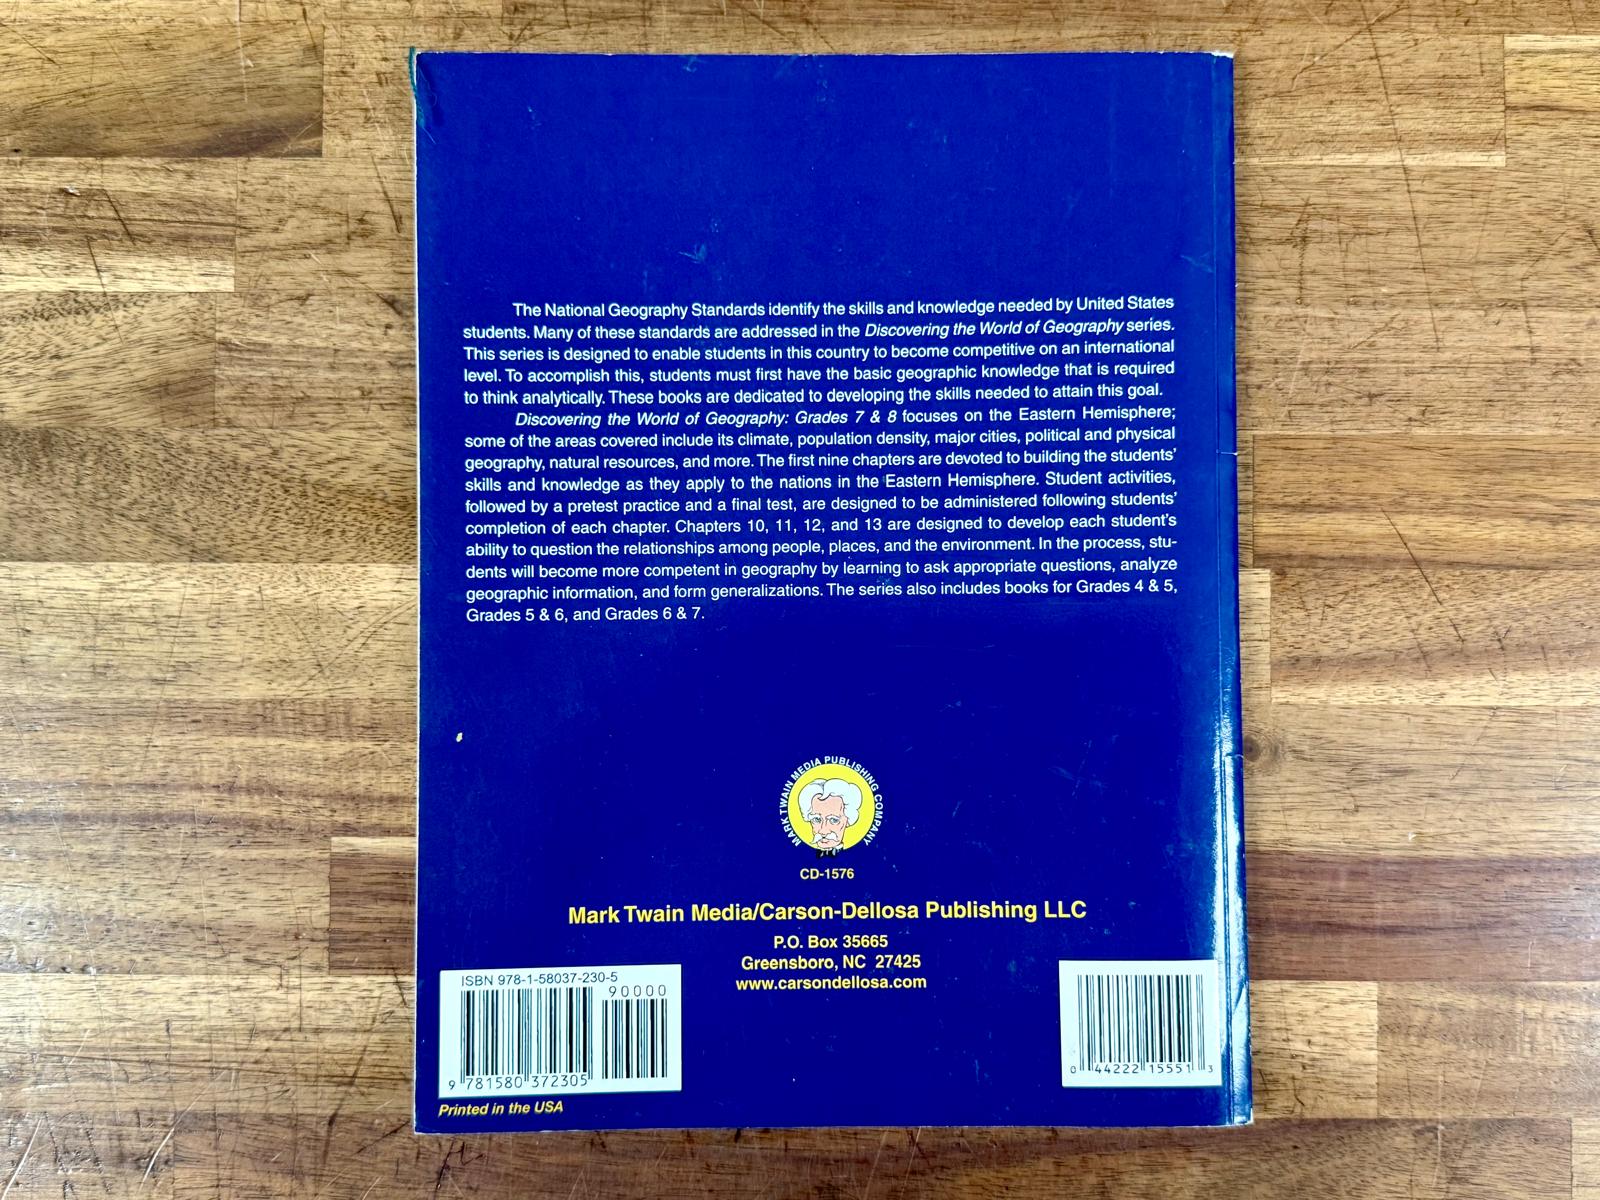 The National Geography Standards identify the skills and knowledge needed by United States
students. Many of these standards are addressed in the Discovering the World of Geography series.
This series is designed to enable students in this country to become competitive on an international
level. To accomplish this, students must first have the basic geographic knowledge that is required
to think analytically. These books are dedicated to developing the skills needed to attain this goal.
Discovering the World of Geography: Grades 7 & 8 focuses on the Eastern Hemisphere;
some of the areas covered include its climate, population density, major cities, political and physical
geography, natural resources, and more. The first nine chapters are devoted to building the students'
skills and knowledge as they apply to the nations in the Eastern Hemisphere. Student activities,
followed by a pretest practice and a final test, are designed to be administered following students'
completion of each chapter. Chapters 10, 11, 12, and 13 are designed to develop each student's
ability to question the relationships among people, places, and the environment. In the process, stu-
dents will become more competent in geography by learning to ask appropriate questions, analyze
geographic information, and form generalizations. The series also includes books for Grades 4 & 5,
Grades 5 & 6, and Grades 6 & 7.
MARK TWAIN MEDIA PUBLISHING COMPANY
CD-1576
Mark Twain Media/Carson-Dellosa Publishing LLC
P.O. Box 35665
Greensboro, NC 27425
www.carsondellosa.com
ISBN 978-1-58037-230-5
90000
9 781580 372305
0 44222 15551 3
Printed in the USA